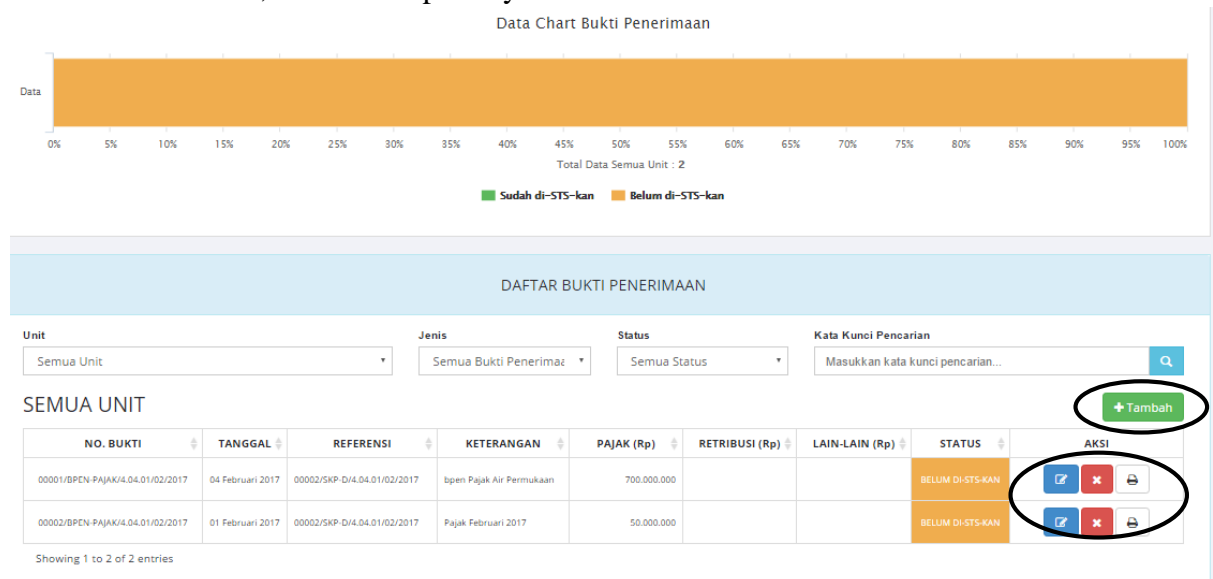 Data Chart Bukti Penerimaan
Data
0% 5% 10% 15% 20% 25% 30% 35% 40% 45% 50% 55% 60% 65% 70% 75% 80% 85% 90% 95% 100%
Total Data Semua Unit : 2
Sudah di-STS-kan Belum di-STS-kan
DAFTAR BUKTI PENERIMAAN
Unit Jenis Status Kata Kunci Pencarian
Semua Unit Semua Bukti Penerimaa Semua Status Masukkan kata kunci pencarian...
SEMUA UNIT + Tambah
NO. BUKTI TANGGAL REFERENSI KETERANGAN PAJAK (Rp) RETRIBUSI (Rp) LAIN-LAIN (Rp) STATUS AKSI
00001/BPEN-PAJAK/4.04.01/02/2017 04 Februari 2017 00002/SKP-D/4.04.01/02/2017 bpen Pajak Air Permukaan 700.000.000 BELUM DI-STS-KAN
00002/BPEN-PAJAK/4.04.01/02/2017 01 Februari 2017 00002/SKP-D/4.04.01/02/2017 Pajak Februari 2017 50.000.000 BELUM DI-STS-KAN
Showing 1 to 2 of 2 entries